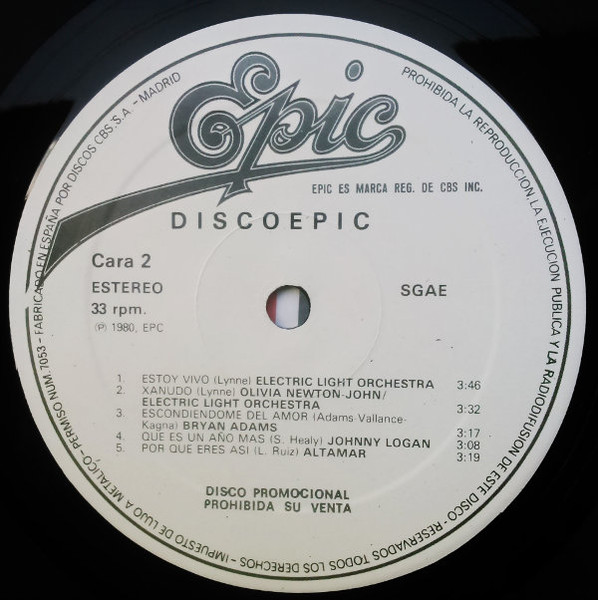 Epic
EPIC ES MARCA REG. DE CBS INC.
DISCOEPIC
Cara 2
ESTEREO
33 rpm.
Ⓟ 1980, EPC
SGAE
1. ESTOY VIVO (Lynne) ELECTRIC LIGHT ORCHESTRA 3:46
2. XANUDO (Lynne) OLIVIA NEWTON-JOHN/
ELECTRIC LIGHT ORCHESTRA 3:32
3. ESCONDIENDOME DEL AMOR (Adams-Vallance-
Kagna) BRYAN ADAMS 3:17
4. QUE ES UN AÑO MAS (S. Healy) JOHNNY LOGAN 3:08
5. POR QUE ERES ASI (L. Ruiz) ALTAMAR 3:19
DISCO PROMOCIONAL
PROHIBIDA SU VENTA
PROHIBIDA LA REPRODUCCION, LA EJECUCION PUBLICA Y LA RADIODIFUSION DE ESTE DISCO - RESERVADOS TODOS LOS DERECHOS - IMPUESTO DE LUJO A METALICO - PERMISO NUM. 7053 - FABRICADO EN ESPAÑA POR DISCOS CBS. S.A. - MADRID